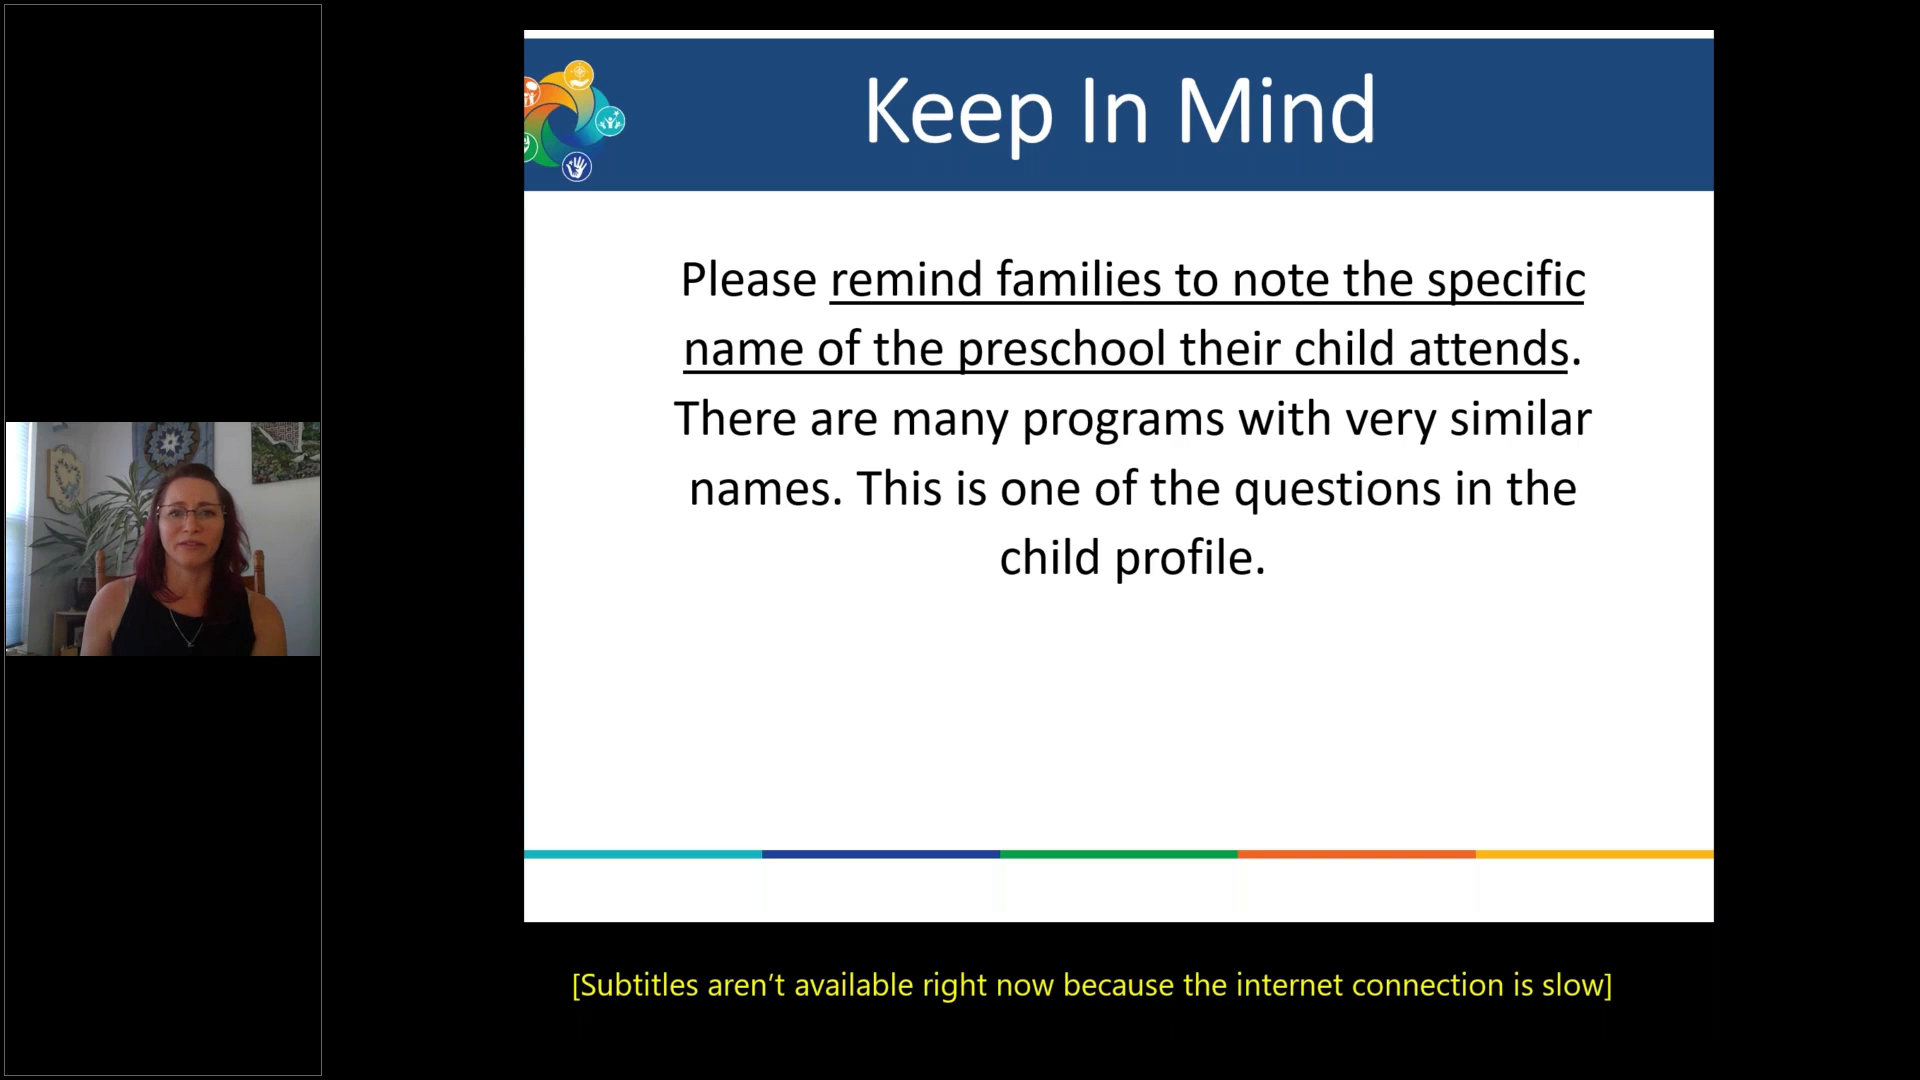 Keep In Mind
Please remind families to note the specific
name of the preschool their child attends.
There are many programs with very similar
names. This is one of the questions in the
child profile.
[Subtitles aren’t available right now because the internet connection is slow]